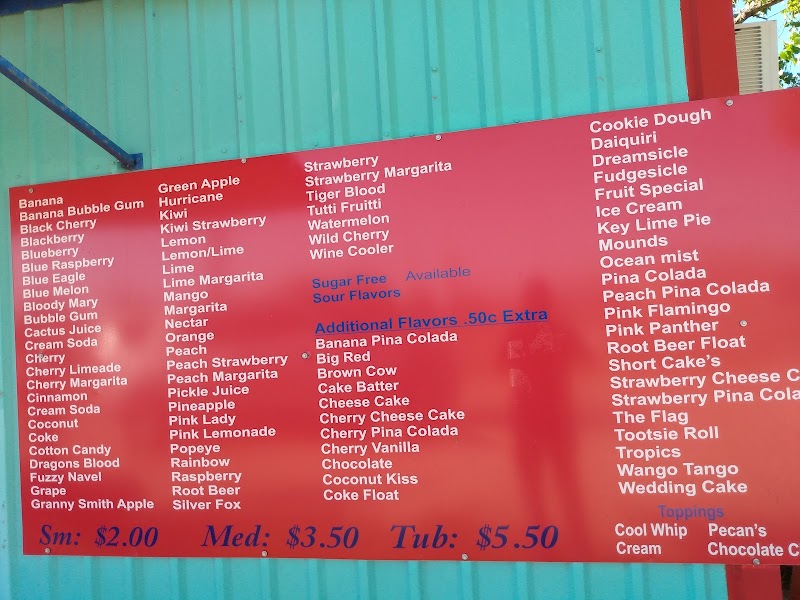 Banana
Banana Bubble Gum
Black Cherry
Blackberry
Blueberry
Blue Raspberry
Blue Eagle
Blue Melon
Bloody Mary
Bubble Gum
Cactus Juice
Cream Soda
Cherry
Cherry Limeade
Cherry Margarita
Cinnamon
Cream Soda
Coconut
Coke
Cotton Candy
Dragons Blood
Fuzzy Navel
Grape
Granny Smith Apple
Green Apple
Hurricane
Kiwi
Kiwi Strawberry
Lemon
Lemon/Lime
Lime
Lime Margarita
Mango
Margarita
Nectar
Orange
Peach
Peach Strawberry
Peach Margarita
Pickle Juice
Pineapple
Pink Lady
Pink Lemonade
Popeye
Rainbow
Raspberry
Root Beer
Silver Fox
Strawberry
Strawberry Margarita
Tiger Blood
Tutti Fruitti
Watermelon
Wild Cherry
Wine Cooler
Sugar Free Available
Sour Flavors
Additional Flavors .50c Extra
Banana Pina Colada
Big Red
Brown Cow
Cake Batter
Cheese Cake
Cherry Cheese Cake
Cherry Pina Colada
Cherry Vanilla
Chocolate
Coconut Kiss
Coke Float
Cookie Dough
Daiquiri
Dreamsicle
Fudgesicle
Fruit Special
Ice Cream
Key Lime Pie
Mounds
Ocean mist
Pina Colada
Peach Pina Colada
Pink Flamingo
Pink Panther
Root Beer Float
Short Cake's
Strawberry Cheese C
Strawberry Pina Cola
The Flag
Tootsie Roll
Tropics
Wango Tango
Wedding Cake
Toppings
Cool Whip Pecan's
Cream Chocolate C
Sm: $2.00 Med: $3.50 Tub: $5.50